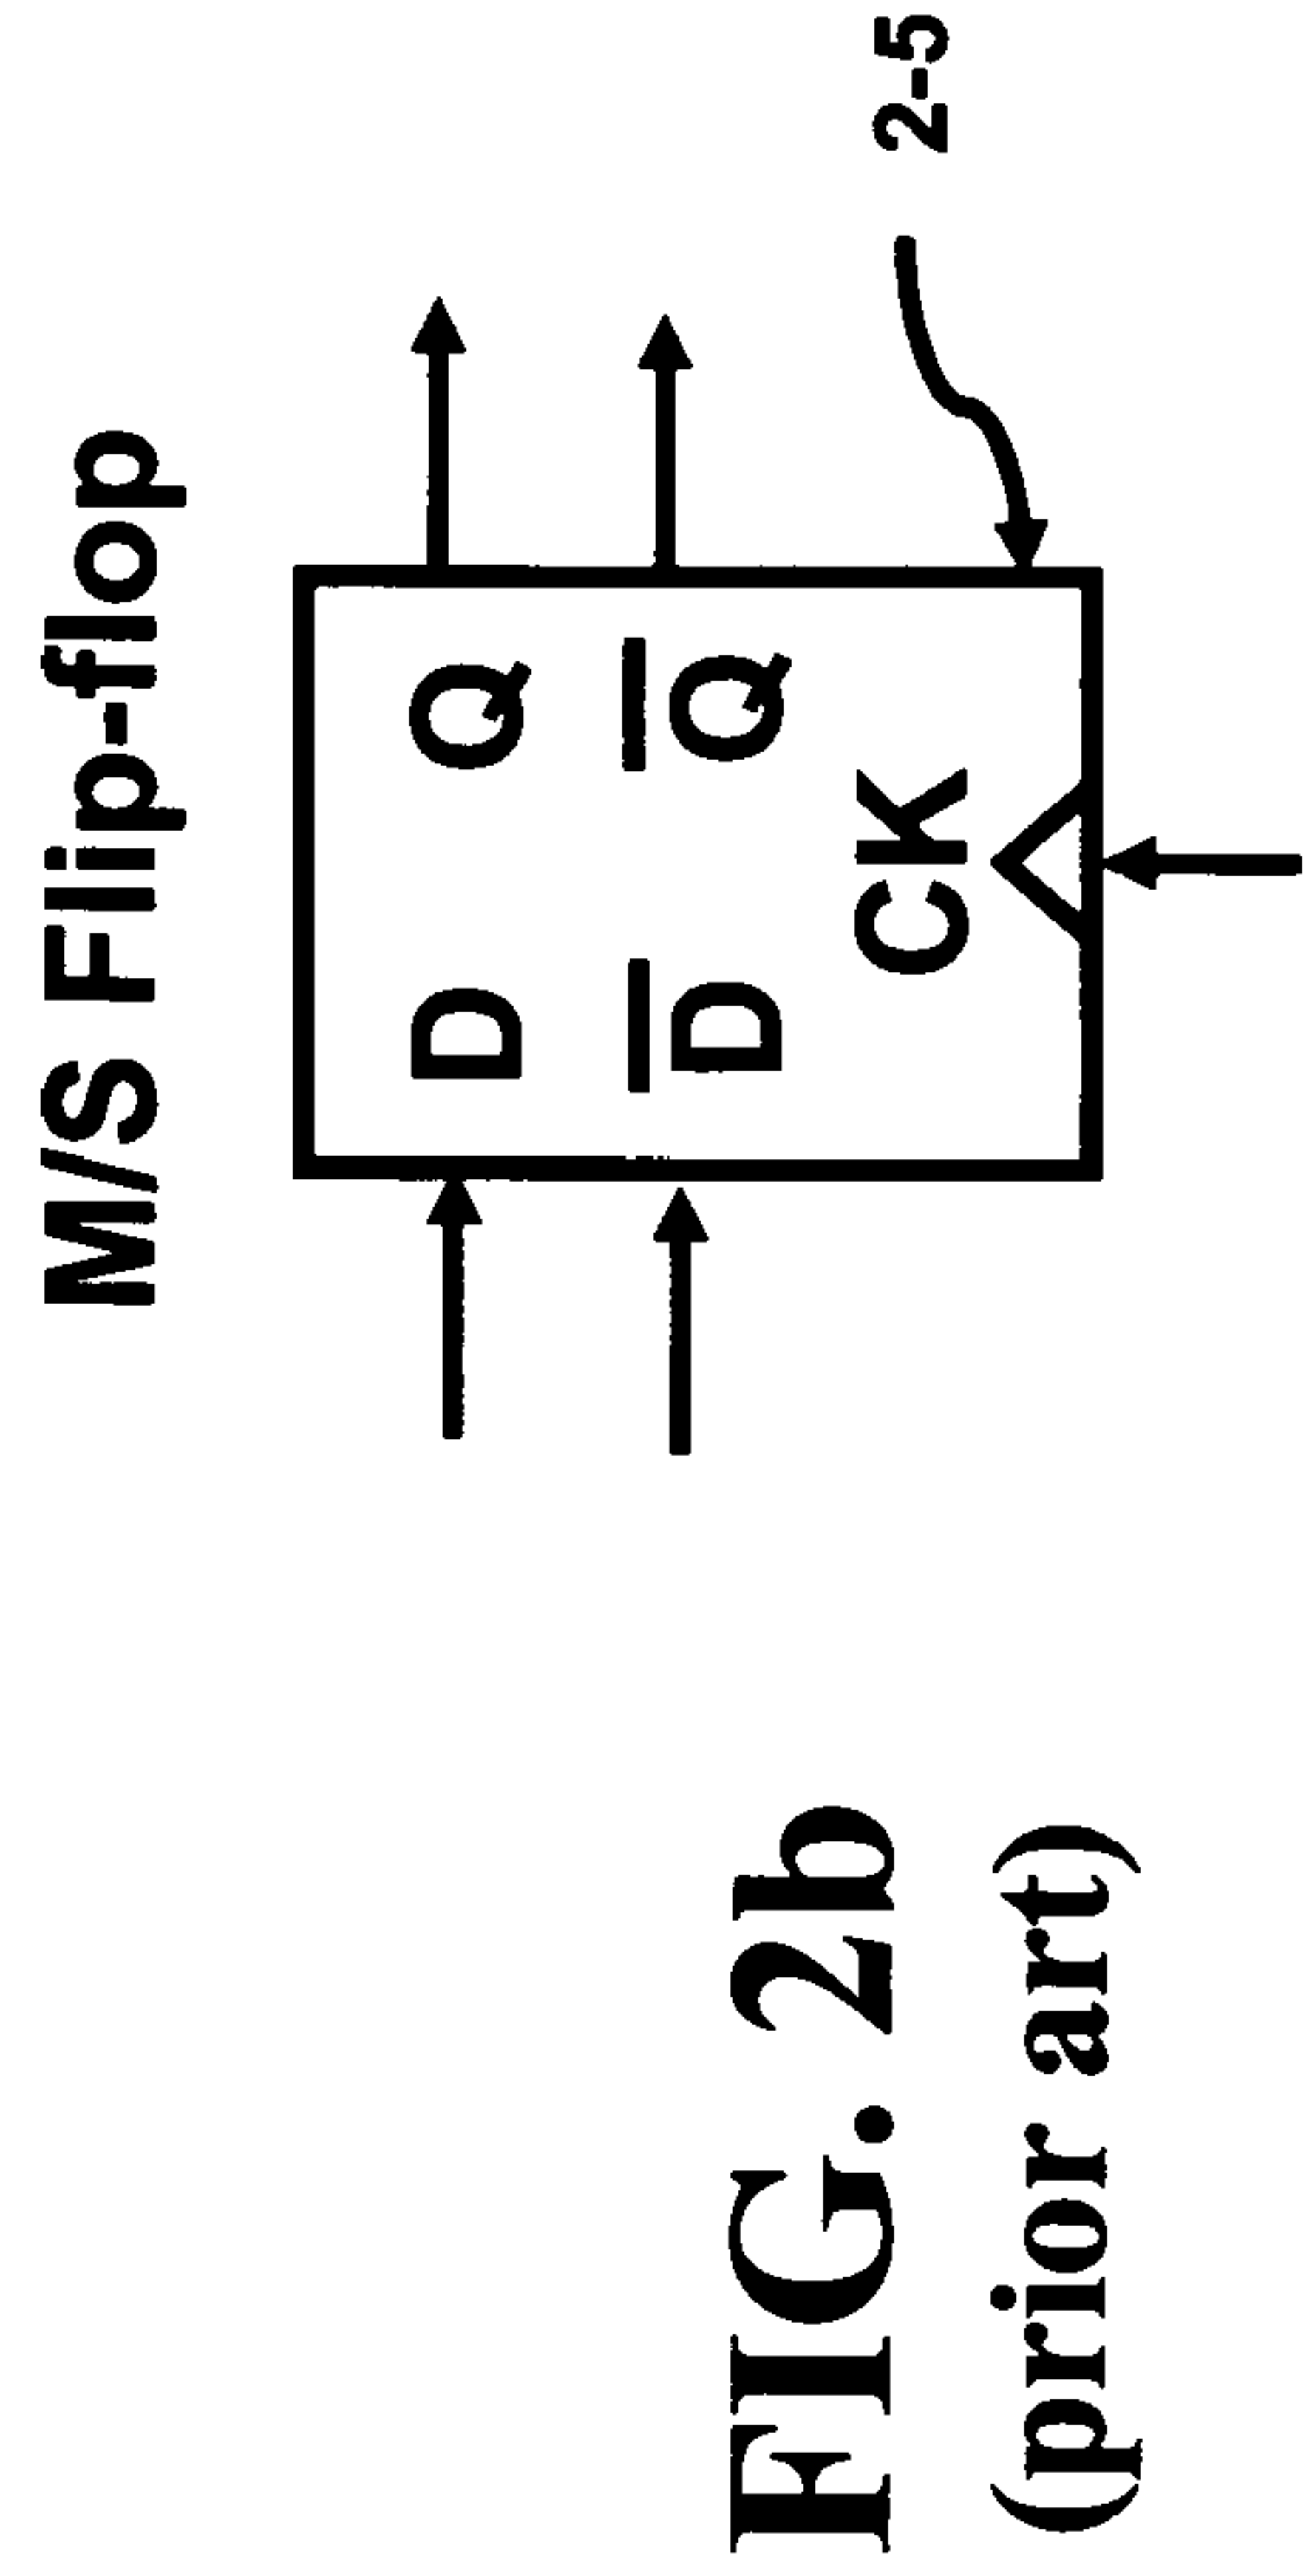 M/S Flip-flop
D Q
D̅ Q̅
CK
2-5
FIG. 2b
(prior art)